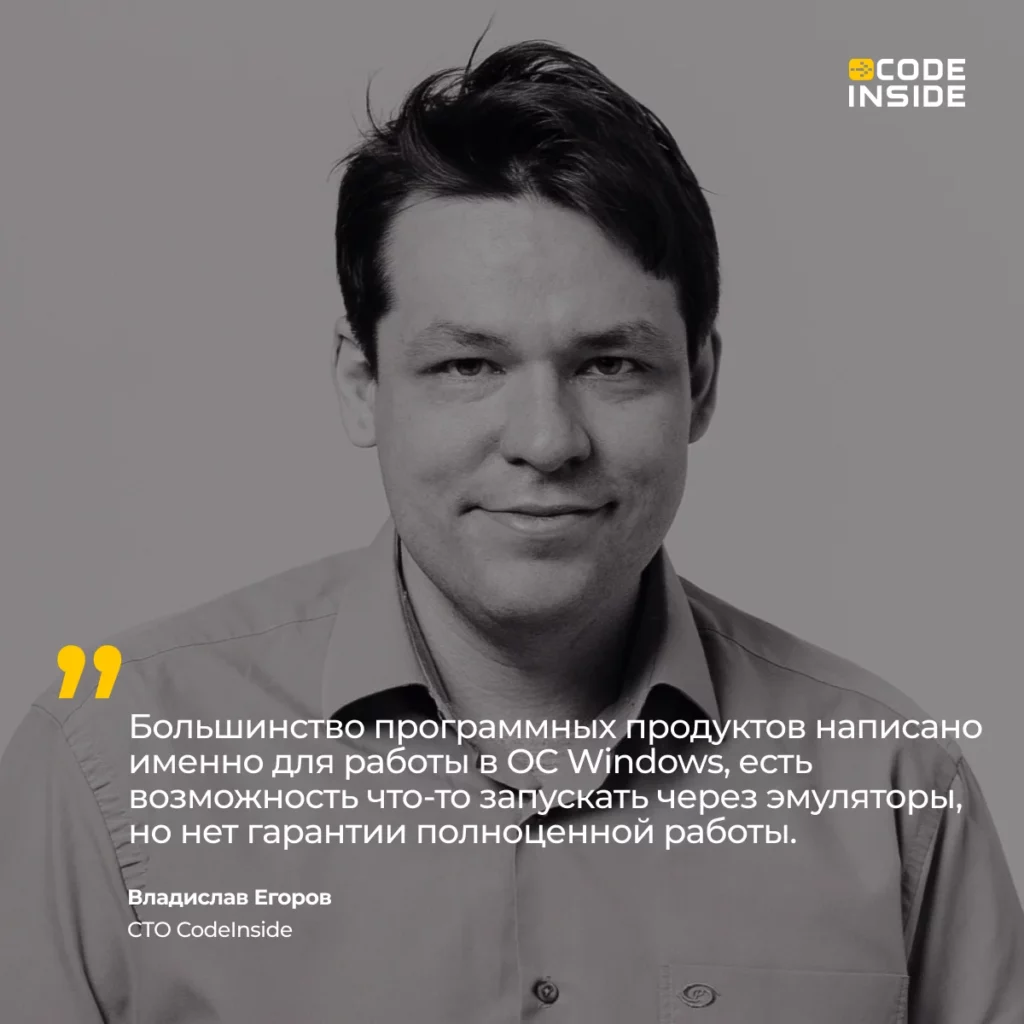 CODE
INSIDE
Большинство программных продуктов написано
именно для работы в ОС Windows, есть
возможность что-то запускать через эмуляторы,
но нет гарантии полноценной работы.
Владислав Егоров
CTO CodeInside